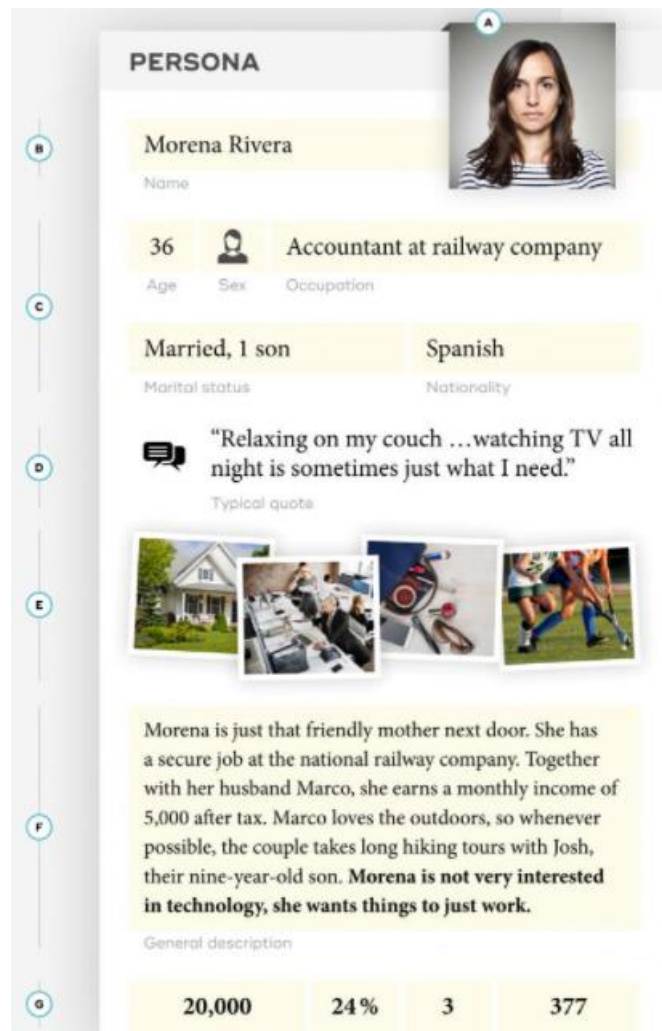 A
PERSONA
B
Morena Rivera
Name
36
Accountant at railway company
Age
Sex
Occupation
C
Married, 1 son
Spanish
Marital status
Nationality
D
“Relaxing on my couch …watching TV all
night is sometimes just what I need.”
Typical quote
E
Morena is just that friendly mother next door. She has
a secure job at the national railway company. Together
with her husband Marco, she earns a monthly income of
5,000 after tax. Marco loves the outdoors, so whenever
possible, the couple takes long hiking tours with Josh,
their nine-year-old son. Morena is not very interested
in technology, she wants things to just work.
F
General description
G
20,000
24%
3
377